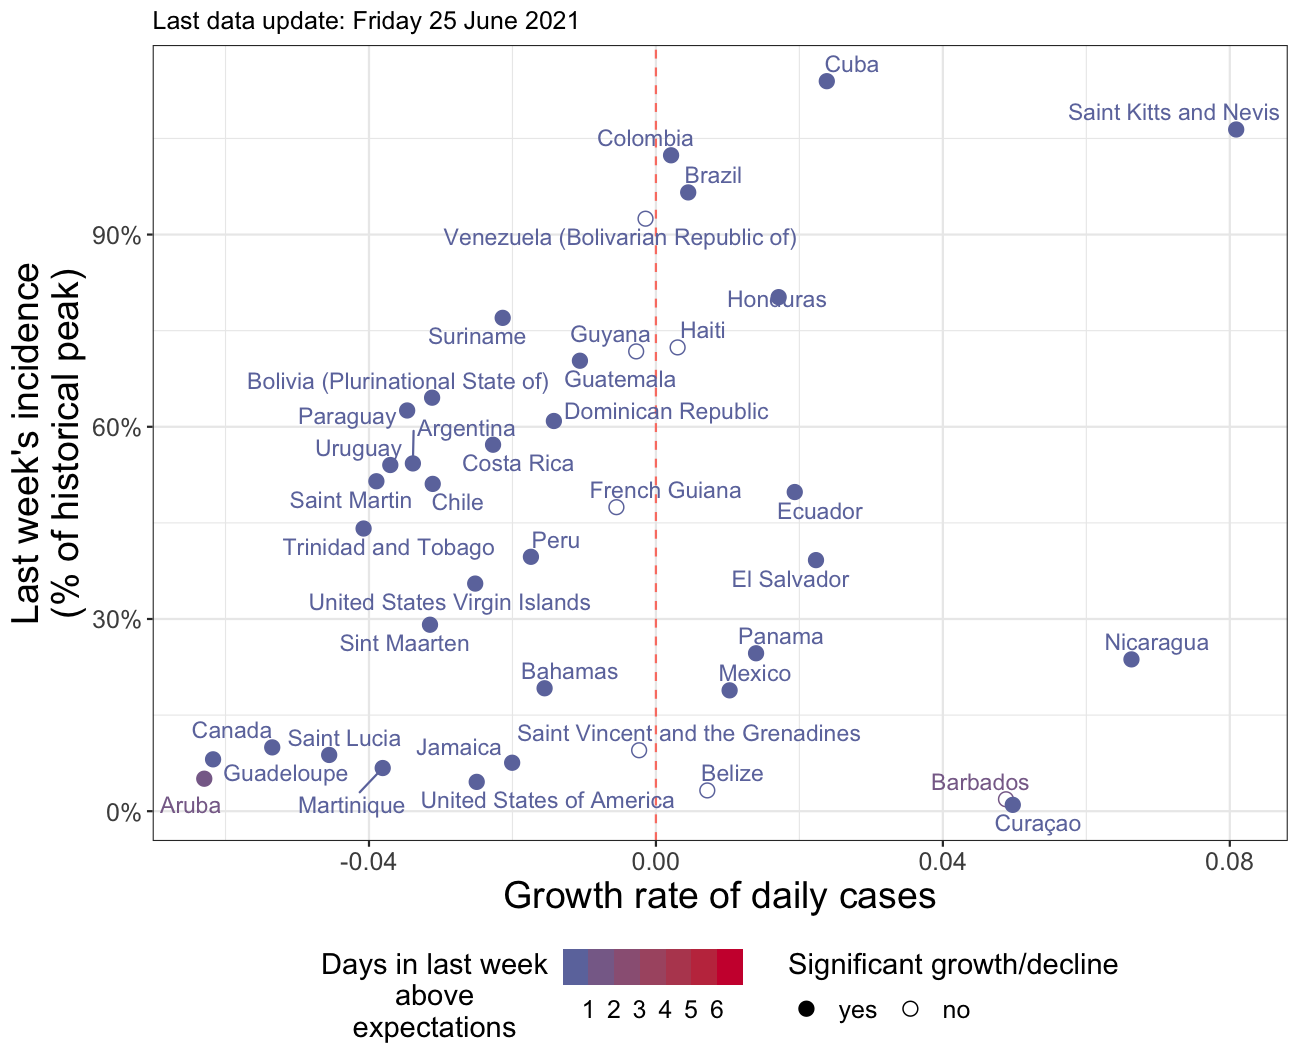 Last data update: Friday 25 June 2021
Cuba
Saint Kitts and Nevis
Colombia
Brazil
Venezuela (Bolivarian Republic of)
Honduras
Suriname
Guyana
Haiti
Guatemala
Bolivia (Plurinational State of)
Paraguay
Dominican Republic
Argentina
Uruguay
Costa Rica
Saint Martin
Chile
French Guiana
Ecuador
Trinidad and Tobago
Peru
El Salvador
United States Virgin Islands
Sint Maarten
Panama
Nicaragua
Bahamas
Mexico
Canada
Saint Lucia
Jamaica
Saint Vincent and the Grenadines
Guadeloupe
Belize
Aruba
Martinique
United States of America
Barbados
Curaçao
90%
60%
30%
0%
Last week's incidence
(% of historical peak)
-0.04
0.00
0.04
0.08
Growth rate of daily cases
Days in last week
above
expectations
1 2 3 4 5 6
Significant growth/decline
yes
no